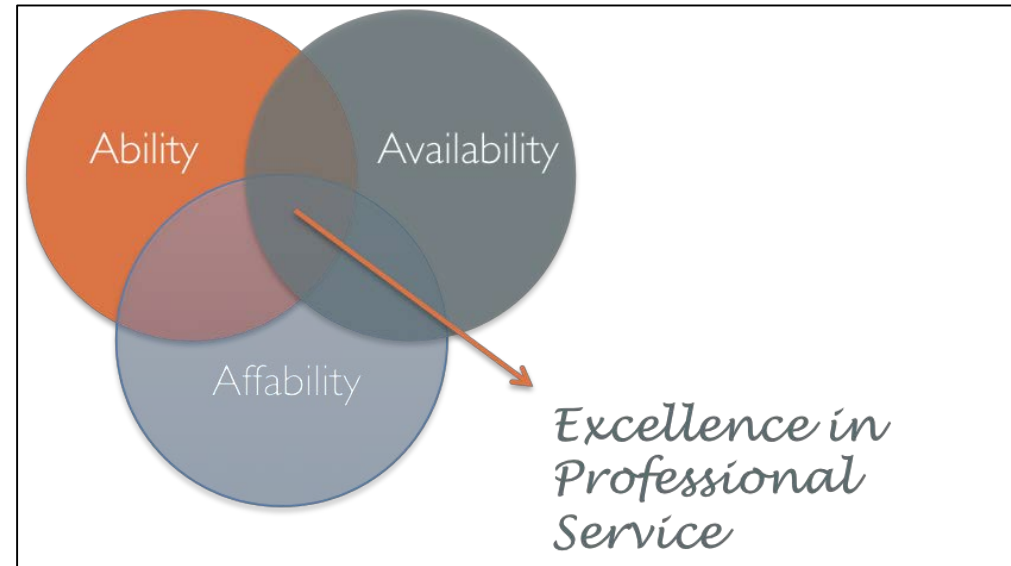 Ability
Availability
Affability
Excellence in
Professional
Service